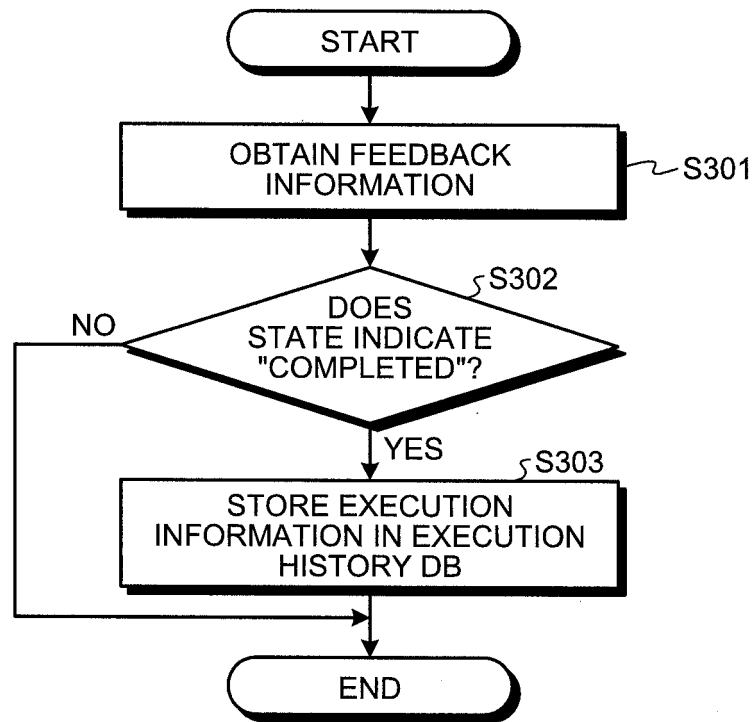 START
OBTAIN FEEDBACK
INFORMATION
S301
S302
DOES
STATE INDICATE
"COMPLETED"?
NO
YES
S303
STORE EXECUTION
INFORMATION IN EXECUTION
HISTORY DB
END